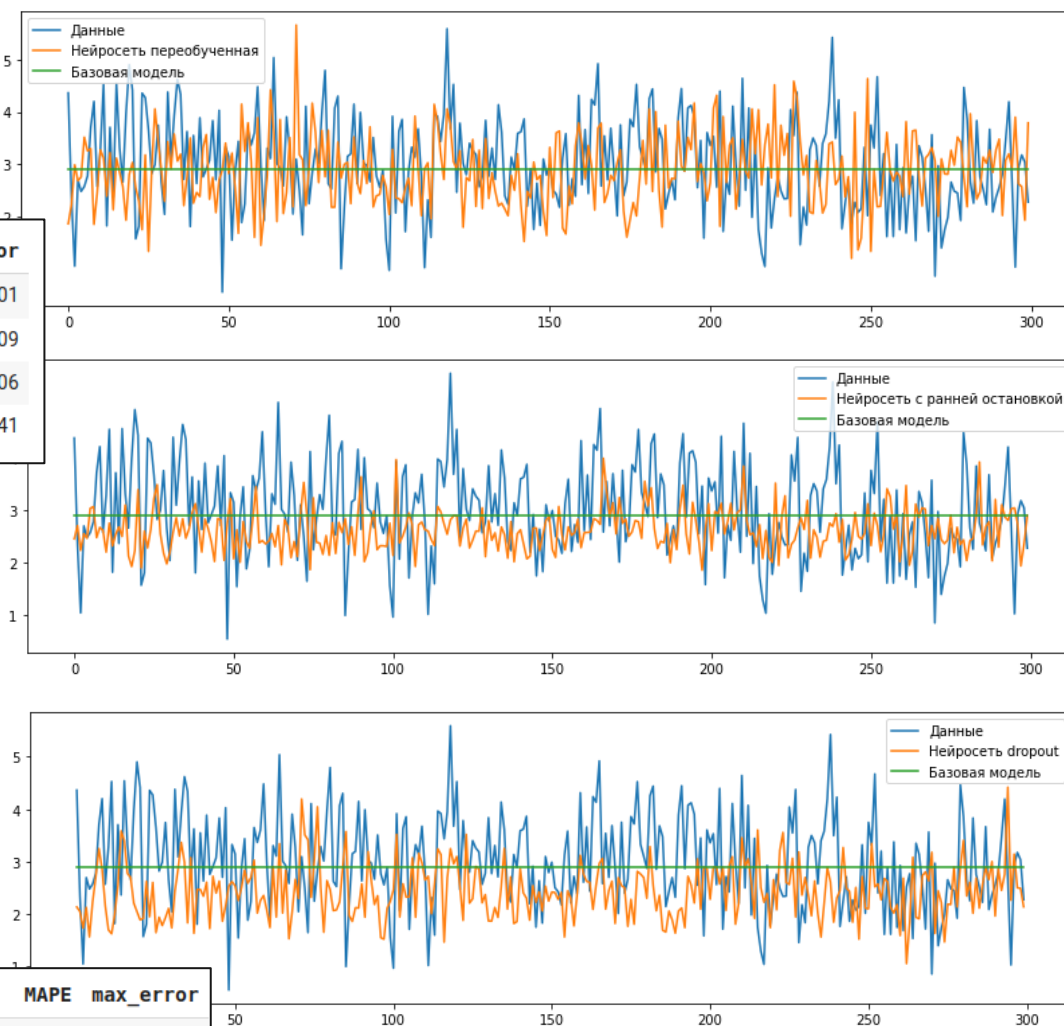 Данные
Нейросеть переобученная
Базовая модель
5
4
3
2
or
01
09
06
41
0 50 100 150 200 250 300
Данные
Нейросеть с ранней остановкой
Базовая модель
3
2
1
0 50 100 150 200 250 300
Данные
Нейросеть dropout
Базовая модель
5
4
3
2
1
MAPE max_error
50 100 150 200 250 300